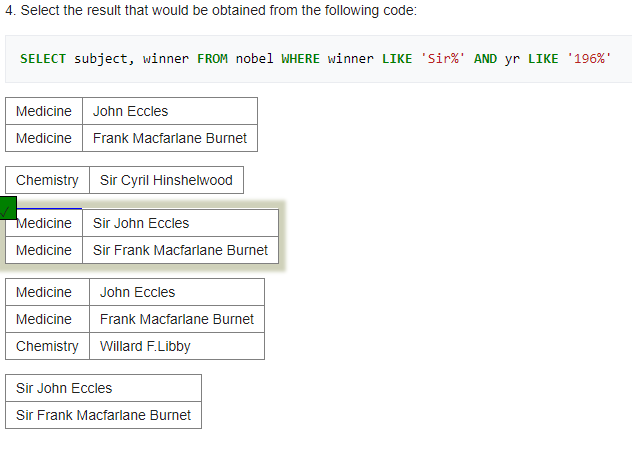 4. Select the result that would be obtained from the following code:
SELECT subject, winner FROM nobel WHERE winner LIKE 'Sir%' AND yr LIKE '196%'
Medicine John Eccles
Medicine Frank Macfarlane Burnet
Chemistry Sir Cyril Hinshelwood
Medicine Sir John Eccles
Medicine Sir Frank Macfarlane Burnet
Medicine John Eccles
Medicine Frank Macfarlane Burnet
Chemistry Willard F.Libby
Sir John Eccles
Sir Frank Macfarlane Burnet